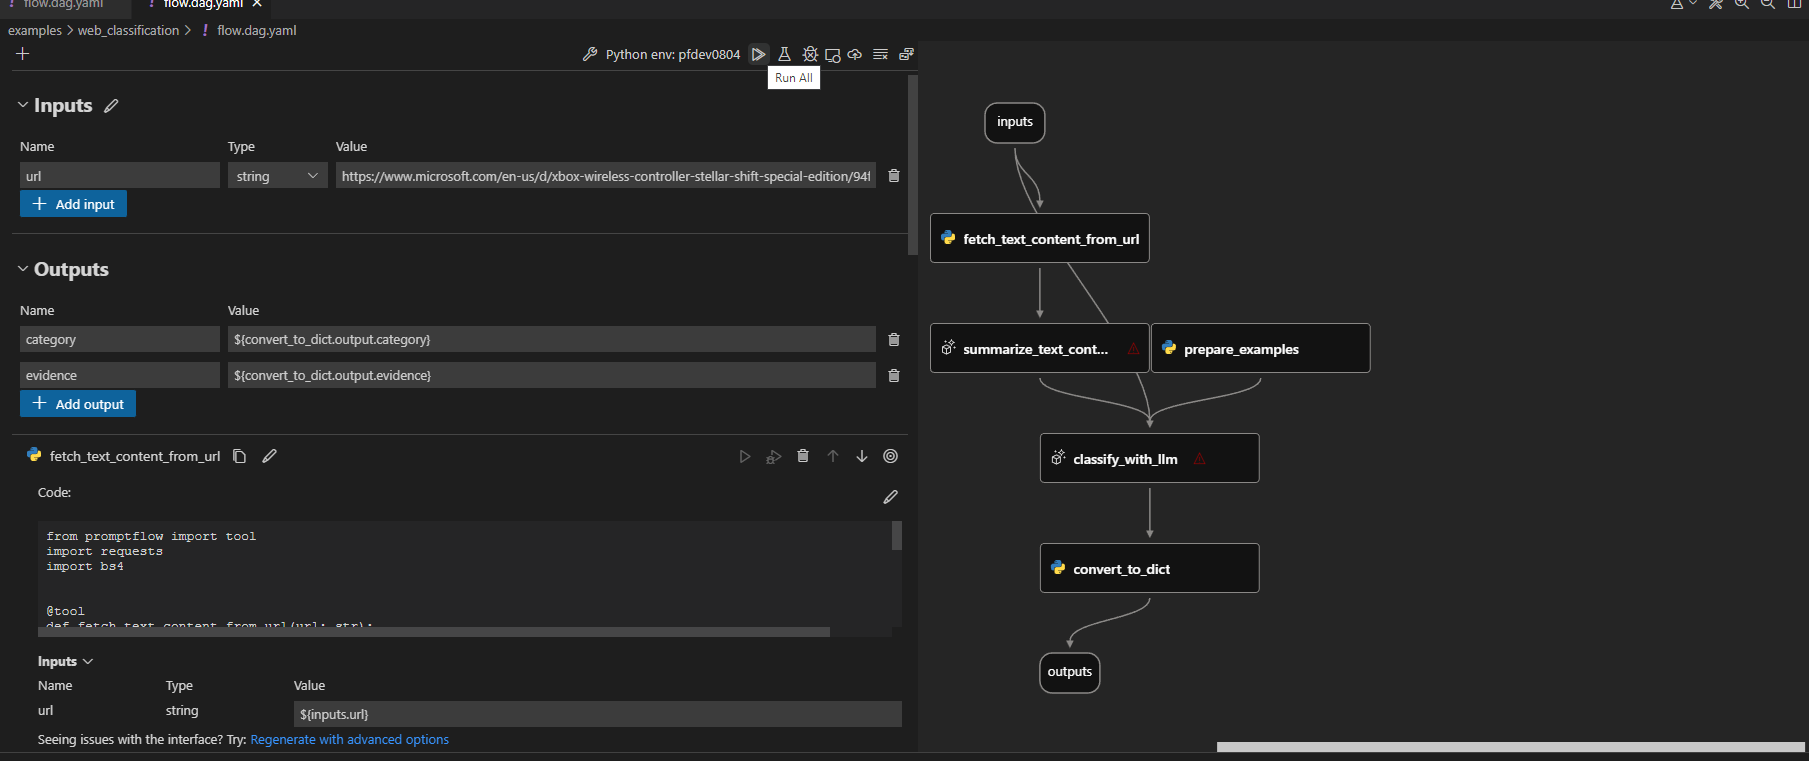 ! flow.dag.yaml
! flow.dag.yaml
examples > web_classification > ! flow.dag.yaml
Python env: pfdev0804
Run All
Inputs
Name Type Value
url string https://www.microsoft.com/en-us/d/xbox-wireless-controller-stellar-shift-special-edition/94f
Add input
Outputs
Name Value
category ${convert_to_dict.output.category}
evidence ${convert_to_dict.output.evidence}
Add output
fetch_text_content_from_url
Code:
from promptflow import tool
import requests
import bs4
@tool
def fetch_text_content_from_url(url: str):
Inputs
Name Type Value
url string ${inputs.url}
Seeing issues with the interface? Try: Regenerate with advanced options
inputs
fetch_text_content_from_url
summarize_text_cont...
prepare_examples
classify_with_llm
convert_to_dict
outputs